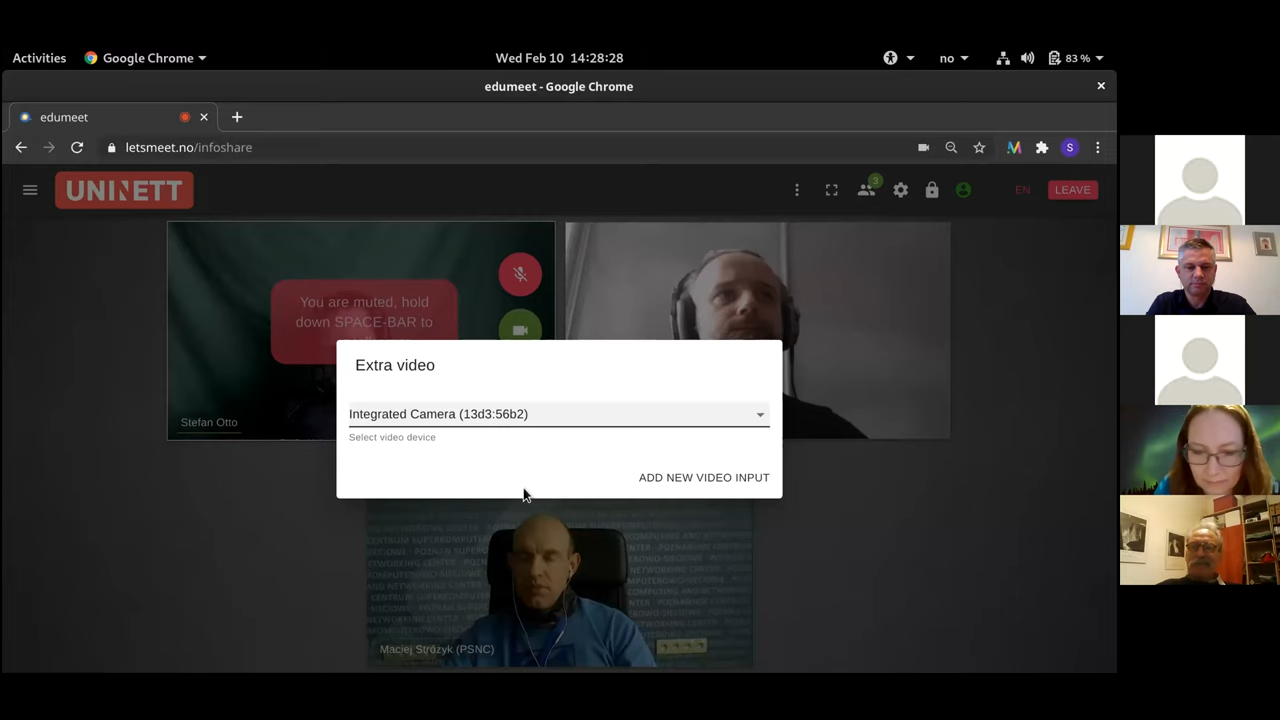 Activities
Google Chrome
Wed Feb 10 14:28:28
no
83 %
edumeet - Google Chrome
edumeet
letsmeet.no/infoshare
M
S
UNINETT
3
EN
LEAVE
You are muted, hold
down SPACE-BAR to
Stefan Otto
Extra video
Integrated Camera (13d3:56b2)
Select video device
ADD NEW VIDEO INPUT
Maciej Stróżyk (PSNC)